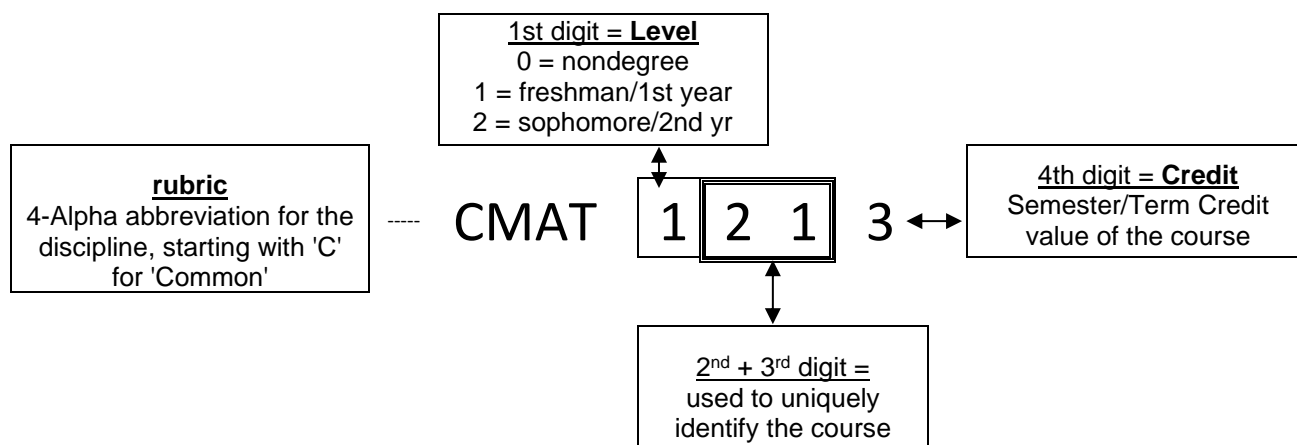 1st digit = Level
0 = nondegree
1 = freshman/1st year
2 = sophomore/2nd yr
rubric
4-Alpha abbreviation for the
discipline, starting with 'C'
for 'Common'
----- CMAT 1 2 1 3
4th digit = Credit
Semester/Term Credit
value of the course
2nd + 3rd digit =
used to uniquely
identify the course